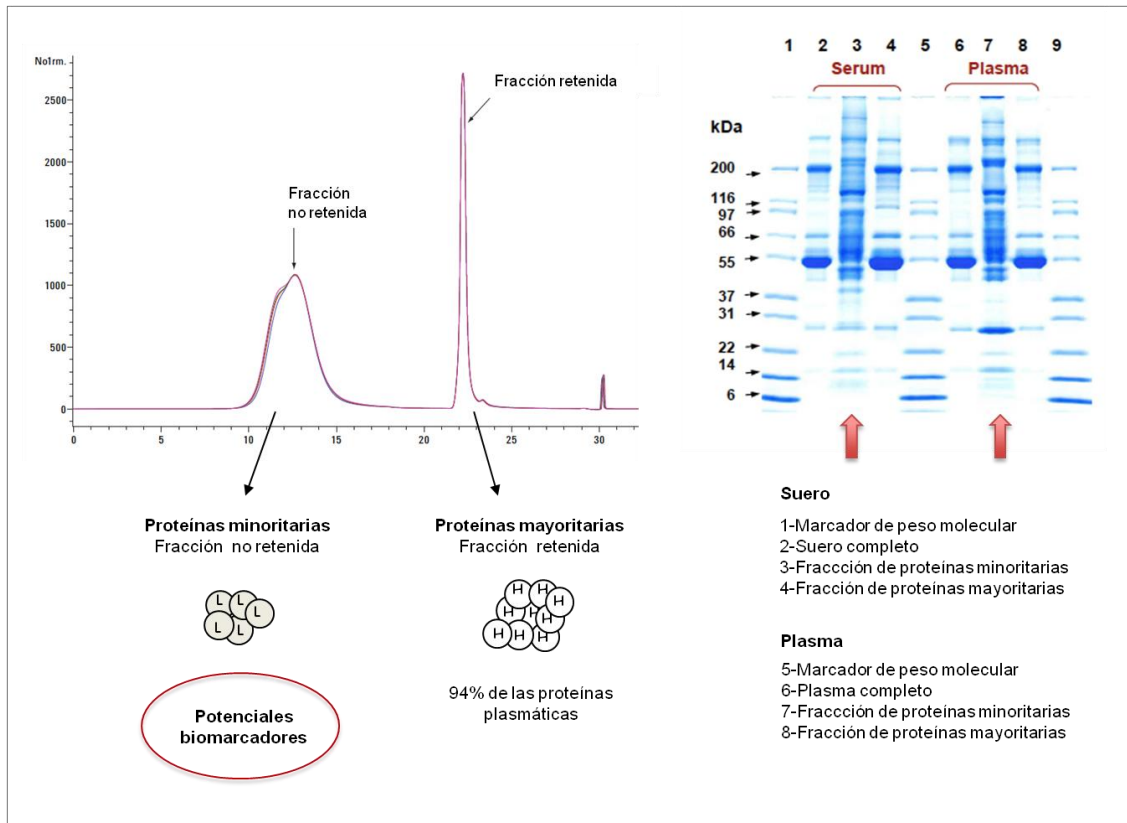 No1rm.
2500
2000
1500
1000
500
0
0
5
10
15
20
25
30
Fracción retenida
Fracción
no retenida
Proteínas minoritarias
Fracción no retenida
L
L
L
L
L
Potenciales
biomarcadores
Proteínas mayoritarias
Fracción retenida
H
H
H
H
H
H
H
H
H
H
94% de las proteínas
plasmáticas
1 2 3 4 5 6 7 8 9
Serum
Plasma
kDa
200
116
97
66
55
37
31
22
14
6
Suero
1-Marcador de peso molecular
2-Suero completo
3-Fraccción de proteínas minoritarias
4-Fracción de proteínas mayoritarias
Plasma
5-Marcador de peso molecular
6-Plasma completo
7-Fraccción de proteínas minoritarias
8-Fracción de proteínas mayoritarias